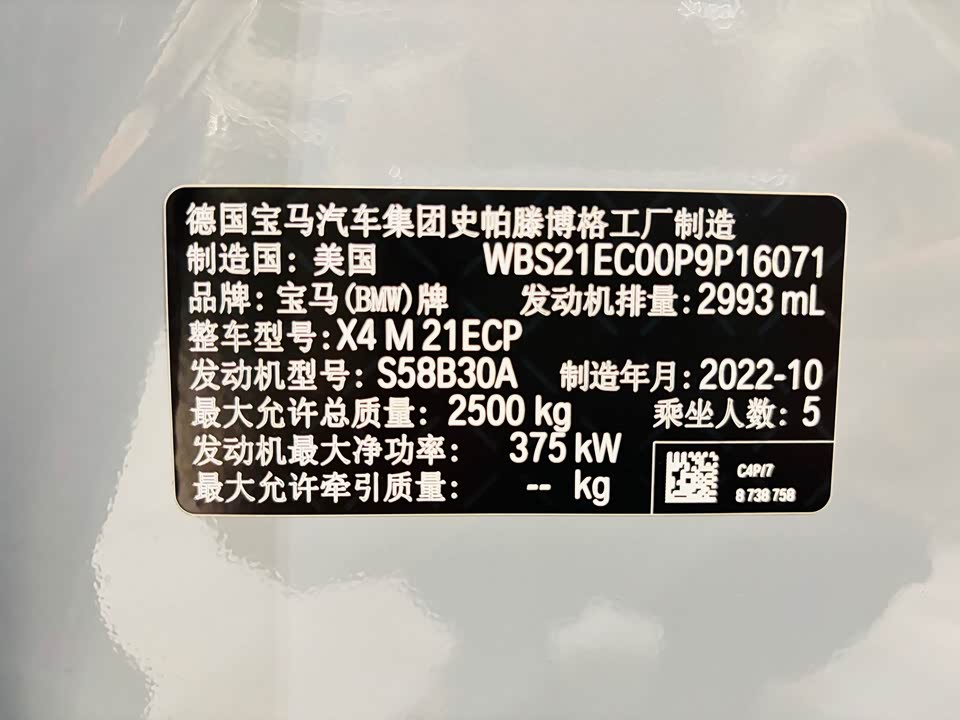 德国宝马汽车集团史帕滕博格工厂制造
制造国：美国 WBS21EC00P9P16071
品牌：宝马(BMW)牌 发动机排量：2993 mL
整车型号：X4 M 21ECP
发动机型号：S58B30A 制造年月：2022-10
最大允许总质量：2500 kg 乘坐人数：5
发动机最大净功率：375 kW
最大允许牵引质量：-- kg
C4P/7
8 738 758